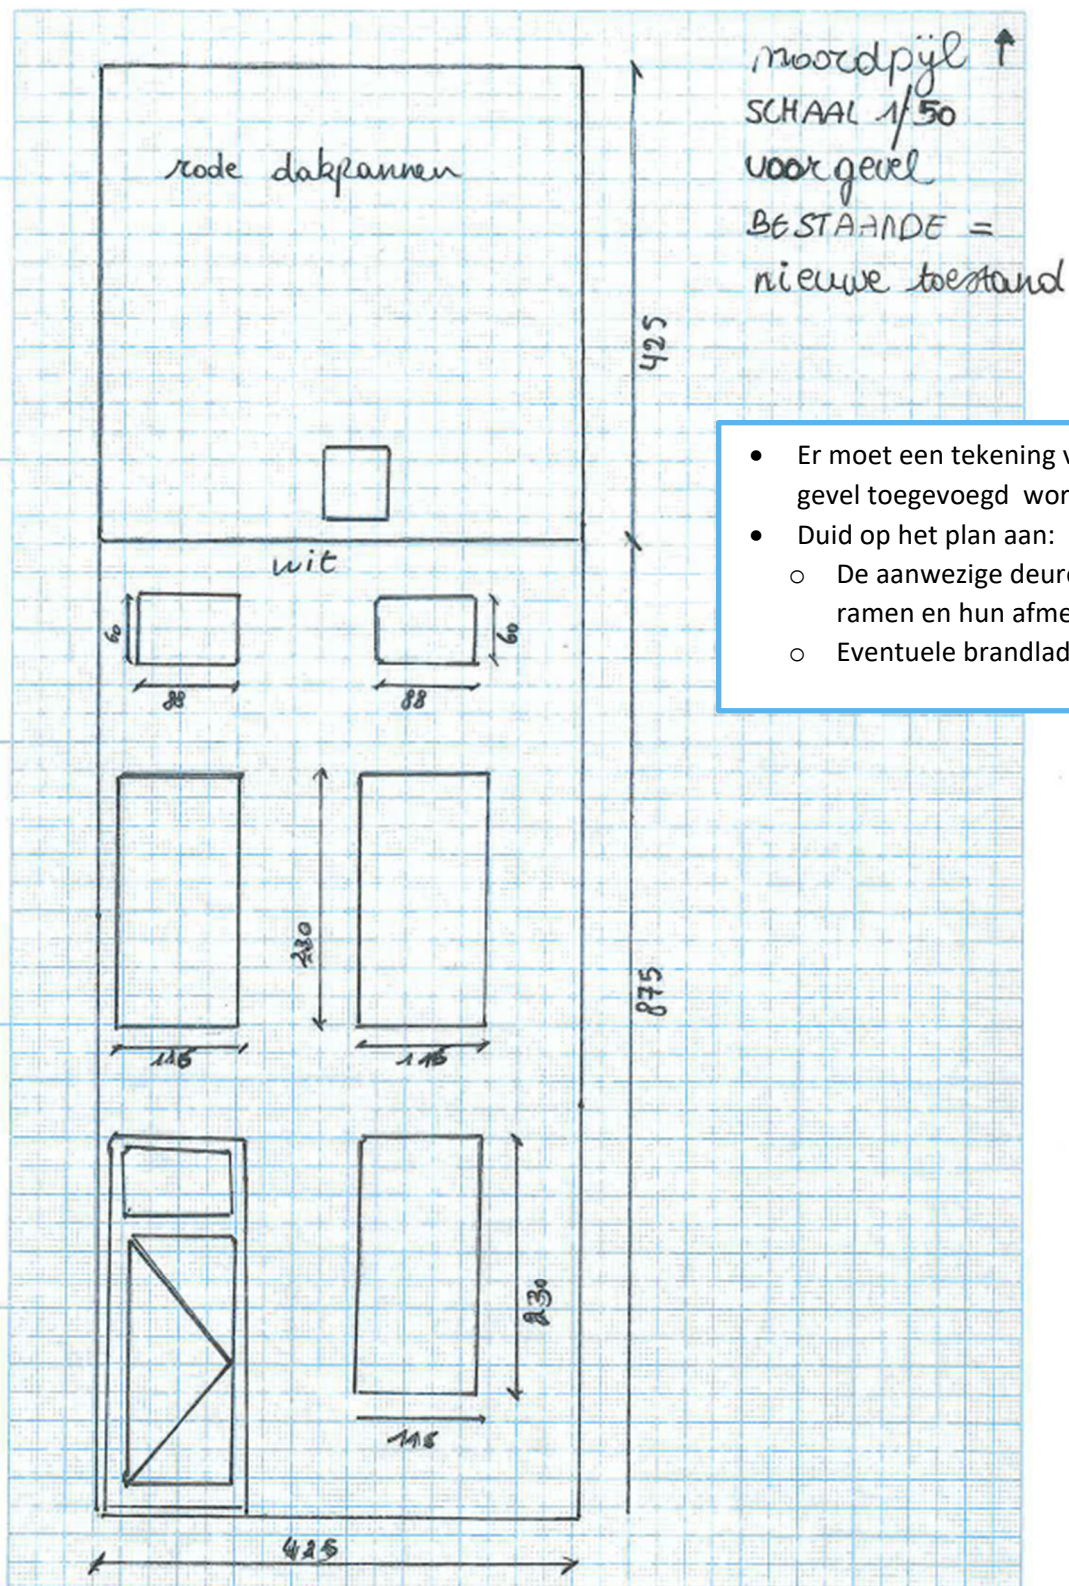 noordpijl ↑
SCHAAL 1/50
voorgevel
BESTAANDE =
nieuwe toestand
rode dakpannen
425
• Er moet een tekening v
gevel toegevoegd wor
• Duid op het plan aan:
o De aanwezige deure
ramen en hun afme
o Eventuele brandlad
wit
60
60
88
88
230
875
115
115
230
115
425